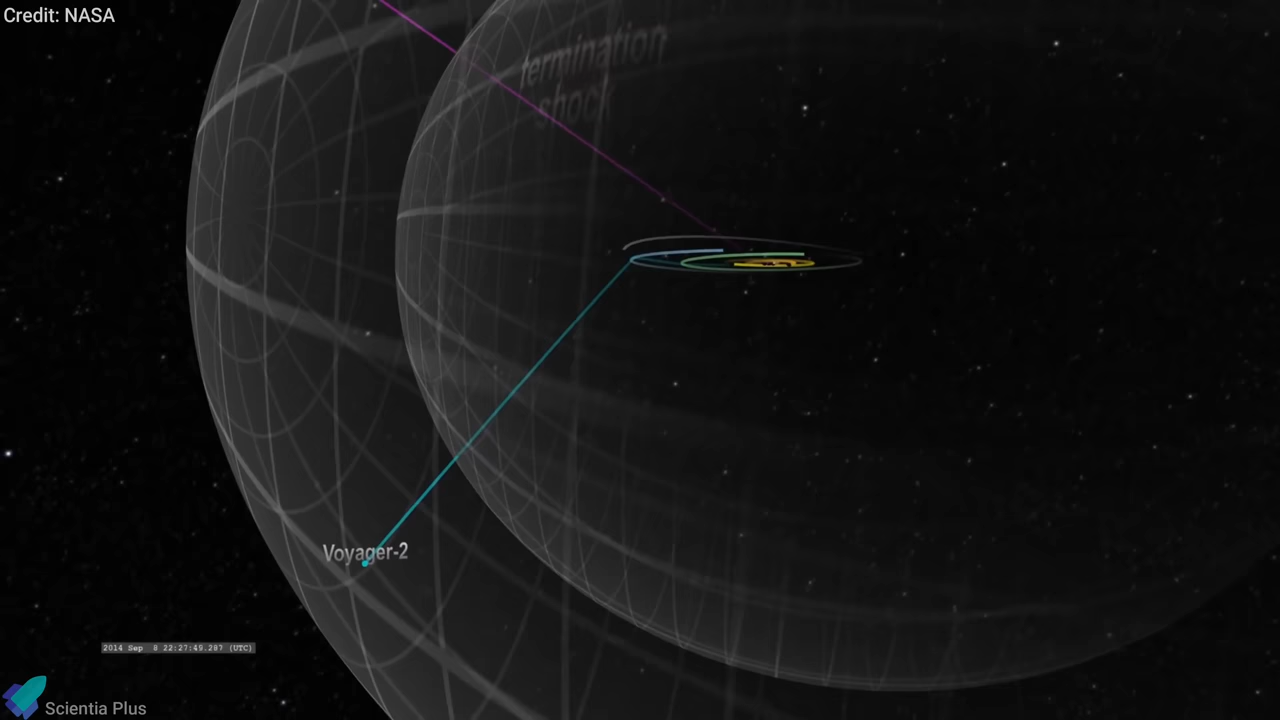 Credit: NASA
termination
shock
Voyager-2
2014 Sep  8 22:27:49.287 (UTC)
Scientia Plus